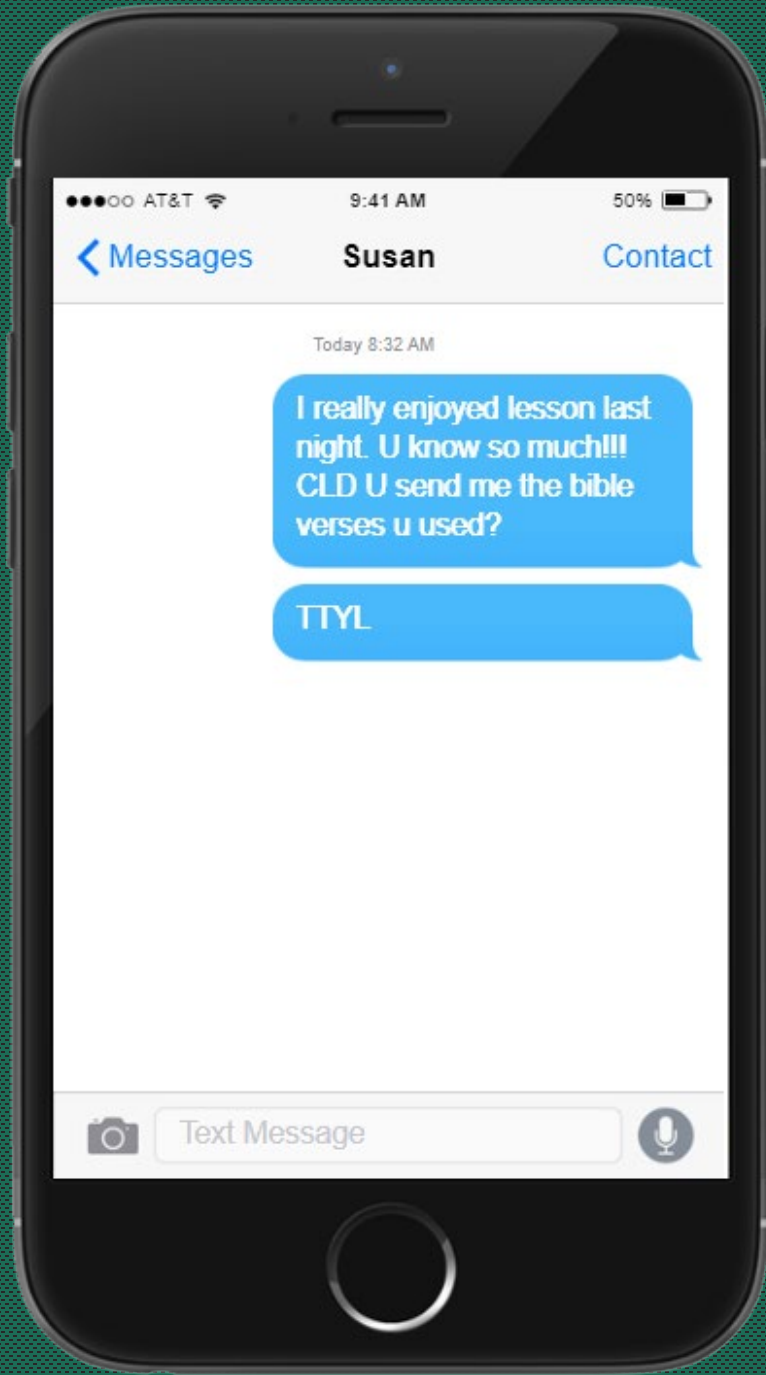 ●●●○○ AT&T 9:41 AM 50%
Messages Susan Contact
Today 8:32 AM
I really enjoyed lesson last
night. U know so much!!!
CLD U send me the bible
verses u used?
TTYL
Text Message